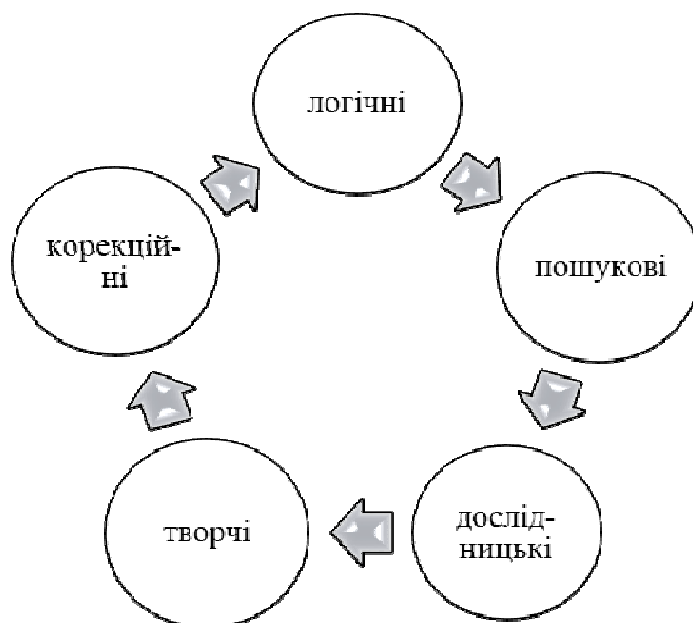 логічні
пошукові
дослід-
ницькі
творчі
корекцій-
ні